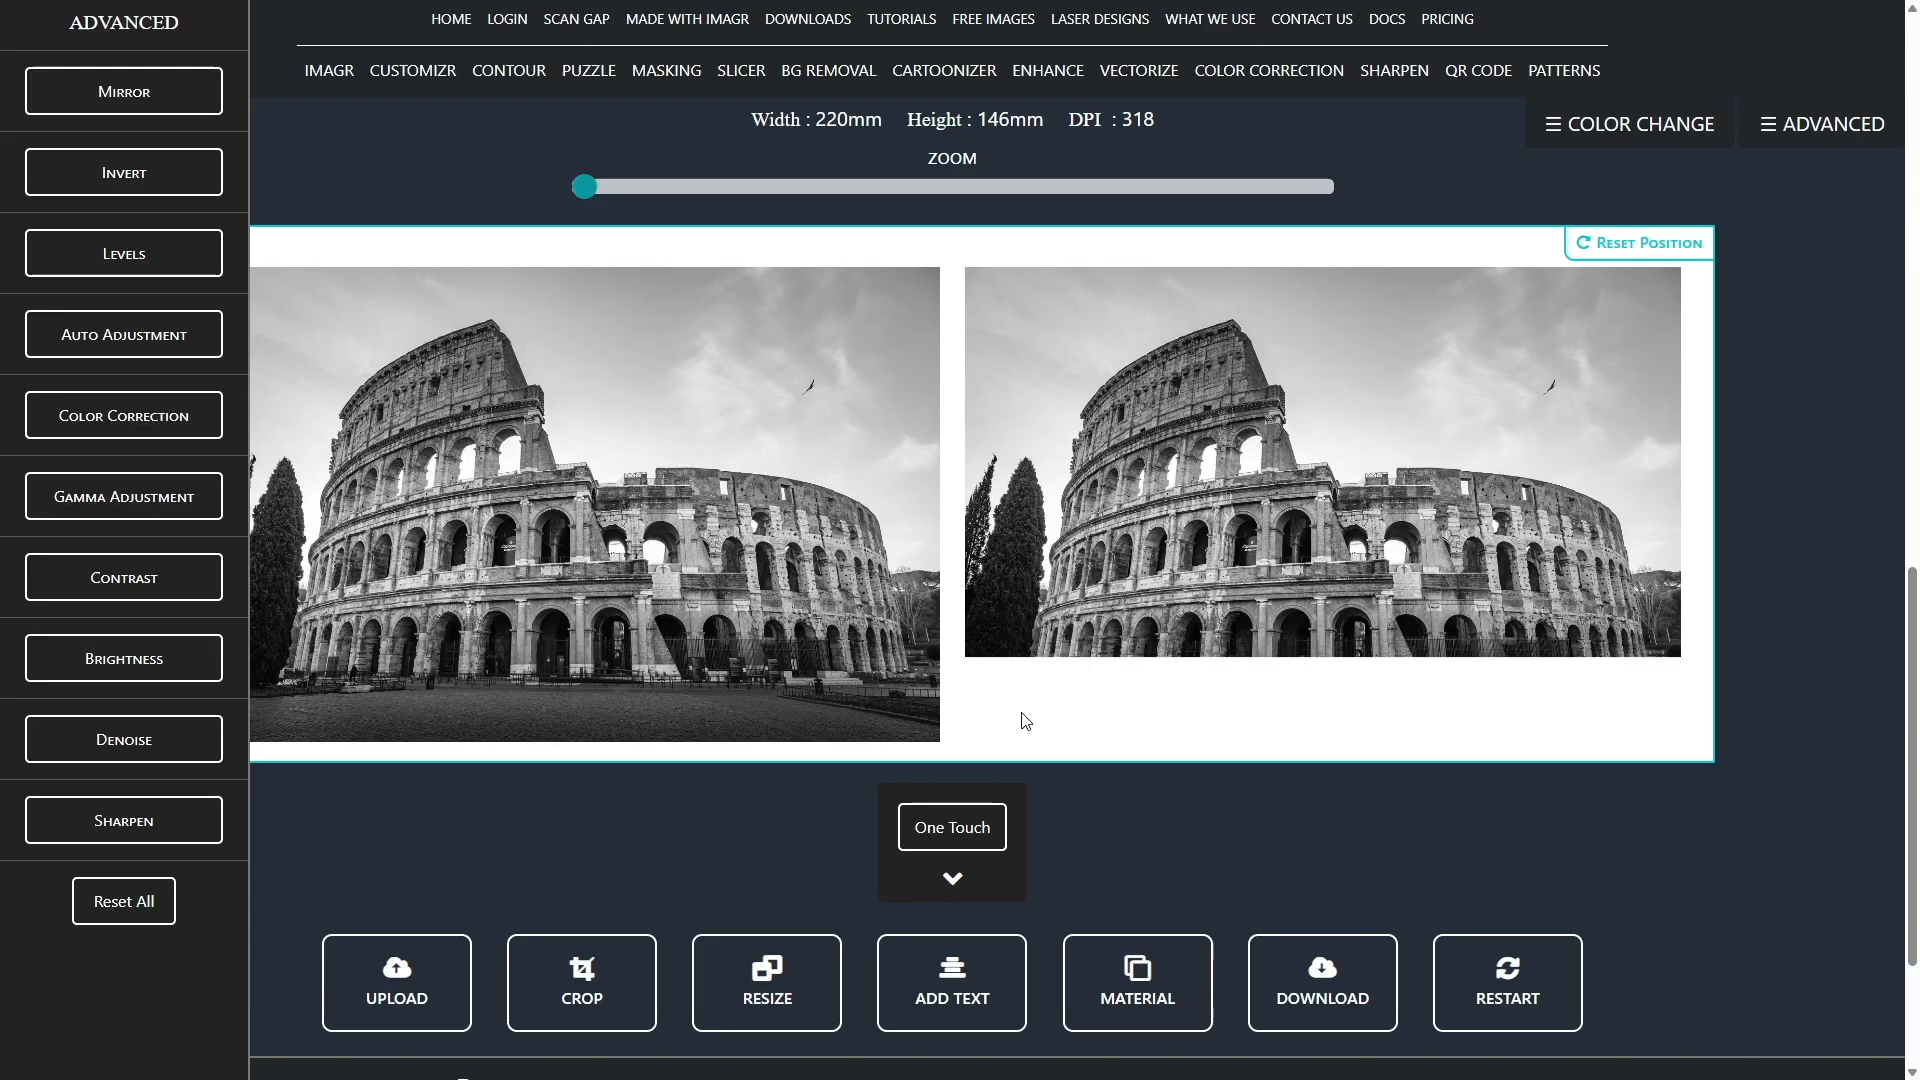 ADVANCED
Mirror
Invert
Levels
Auto Adjustment
Color Correction
Gamma Adjustment
Contrast
Brightness
Denoise
Sharpen
Reset All
HOME LOGIN SCAN GAP MADE WITH IMAGR DOWNLOADS TUTORIALS FREE IMAGES LASER DESIGNS WHAT WE USE CONTACT US DOCS PRICING
IMAGR CUSTOMIZR CONTOUR PUZZLE MASKING SLICER BG REMOVAL CARTOONIZER ENHANCE VECTORIZE COLOR CORRECTION SHARPEN QR CODE PATTERNS
Width : 220mm Height : 146mm DPI : 318
COLOR CHANGE ADVANCED
ZOOM
Reset Position
One Touch
UPLOAD CROP RESIZE ADD TEXT MATERIAL DOWNLOAD RESTART